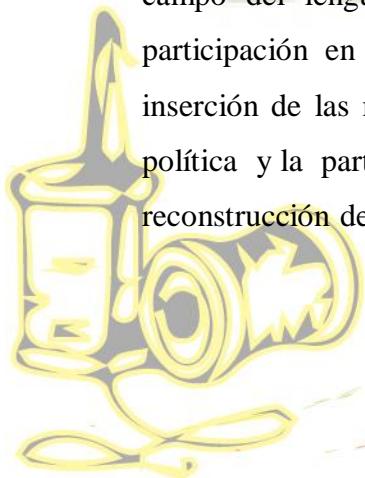 campo del lengu
participación en
inserción de las
política y la part
reconstrucción de